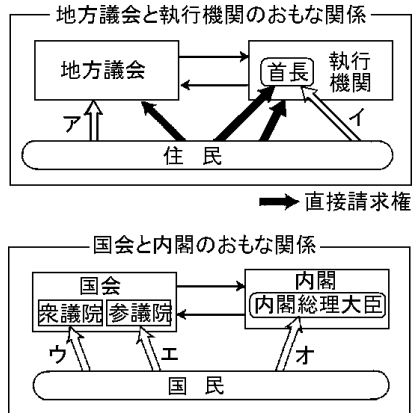 地方議会と執行機関のおもな関係
地方議会
首長
執行機関
ア
イ
住 民
直接請求権
国会と内閣のおもな関係
国会
衆議院 参議院
内閣
内閣総理大臣
ウ
エ
オ
国 民